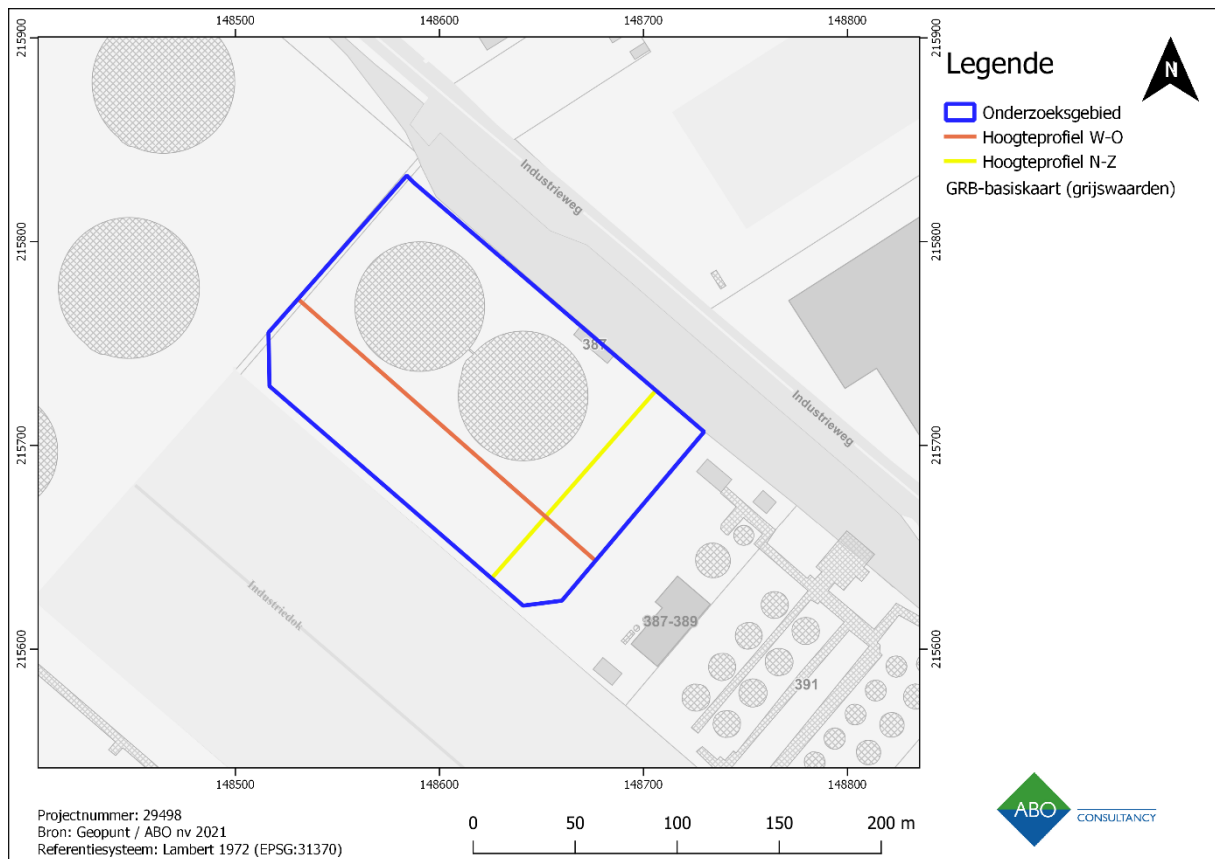 148500 148600 148700 148800
215900 215900
Legende
N
Onderzoeksgebied
Hoogteprofiel W-O
Hoogteprofiel N-Z
GRB-basiskaart (grijswaarden)
Industrieweg
215800 215800
387
Industrieweg
215700 215700
Industriedok
387-389
215600 215600
391
148500 148600 148700 148800
Projectnummer: 29498
Bron: Geopunt / ABO nv 2021
Referentiesysteem: Lambert 1972 (EPSG:31370)
0 50 100 150 200 m
ABO
CONSULTANCY